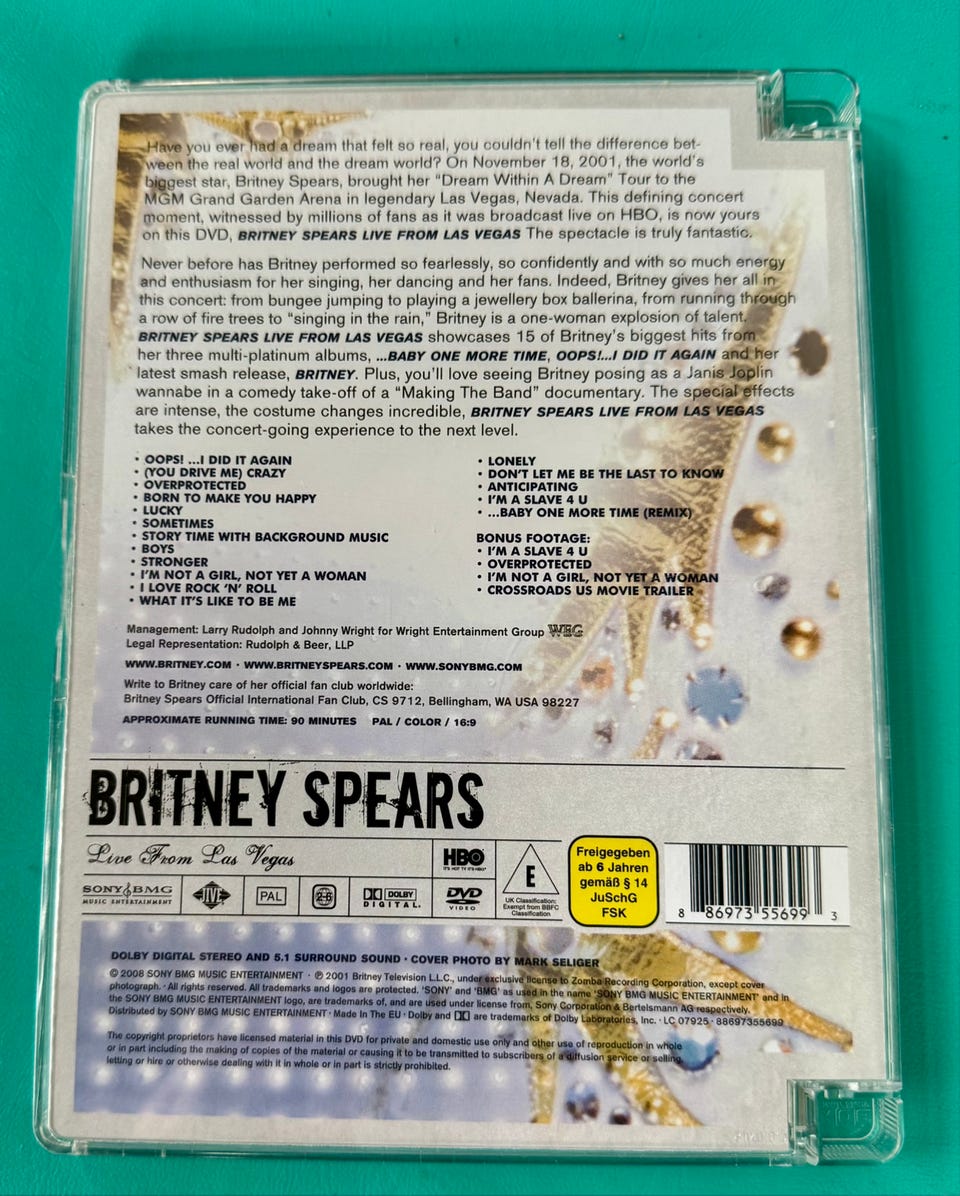 Have you ever had a dream that felt so real, you couldn't tell the difference bet-
ween the real world and the dream world? On November 18, 2001, the world's
biggest star, Britney Spears, brought her "Dream Within A Dream" Tour to the
MGM Grand Garden Arena in legendary Las Vegas, Nevada. This defining concert
moment, witnessed by millions of fans as it was broadcast live on HBO, is now yours
on this DVD, BRITNEY SPEARS LIVE FROM LAS VEGAS The spectacle is truly fantastic.
Never before has Britney performed so fearlessly, so confidently and with so much energy
and enthusiasm for her singing, her dancing and her fans. Indeed, Britney gives her all in
this concert: from bungee jumping to playing a jewellery box ballerina, from running through
a row of fire trees to "singing in the rain," Britney is a one-woman explosion of talent.
BRITNEY SPEARS LIVE FROM LAS VEGAS showcases 15 of Britney's biggest hits from
her three multi-platinum albums, ...BABY ONE MORE TIME, OOPS!...I DID IT AGAIN and her
latest smash release, BRITNEY. Plus, you'll love seeing Britney posing as a Janis Joplin
wannabe in a comedy take-off of a "Making The Band" documentary. The special effects
are intense, the costume changes incredible, BRITNEY SPEARS LIVE FROM LAS VEGAS
takes the concert-going experience to the next level.
• OOPS! ...I DID IT AGAIN
• (YOU DRIVE ME) CRAZY
• OVERPROTECTED
• BORN TO MAKE YOU HAPPY
• LUCKY
• SOMETIMES
• STORY TIME WITH BACKGROUND MUSIC
• BOYS
• STRONGER
• I'M NOT A GIRL, NOT YET A WOMAN
• I LOVE ROCK 'N' ROLL
• WHAT IT'S LIKE TO BE ME
• LONELY
• DON'T LET ME BE THE LAST TO KNOW
• ANTICIPATING
• I'M A SLAVE 4 U
• ...BABY ONE MORE TIME (REMIX)
BONUS FOOTAGE:
• I'M A SLAVE 4 U
• OVERPROTECTED
• I'M NOT A GIRL, NOT YET A WOMAN
• CROSSROADS US MOVIE TRAILER
Management: Larry Rudolph and Johnny Wright for Wright Entertainment Group WEG
Legal Representation: Rudolph & Beer, LLP
WWW.BRITNEY.COM · WWW.BRITNEYSPEARS.COM · WWW.SONYBMG.COM
Write to Britney care of her official fan club worldwide:
Britney Spears Official International Fan Club, CS 9712, Bellingham, WA USA 98227
APPROXIMATE RUNNING TIME: 90 MINUTES PAL / COLOR / 16:9
BRITNEY SPEARS
Live From Las Vegas
HBO
IT'S NOT TV. IT'S HBO.
SONY BMG
MUSIC ENTERTAINMENT
JIVE
PAL
2-6
DOLBY
DIGITAL
DVD
VIDEO
E
UK Classification:
Exempt from BBFC
Classification
Freigegeben
ab 6 Jahren
gemäß § 14
JuSchG
FSK
8 86973 55699 3
DOLBY DIGITAL STEREO AND 5.1 SURROUND SOUND · COVER PHOTO BY MARK SELIGER
© 2008 SONY BMG MUSIC ENTERTAINMENT · ℗ 2001 Britney Television L.L.C., under exclusive license to Zomba Recording Corporation, except cover
photograph. · All rights reserved. All trademarks and logos are protected. 'SONY' and 'BMG' as used in the name 'SONY BMG MUSIC ENTERTAINMENT' and in
the SONY BMG MUSIC ENTERTAINMENT logo, are trademarks of, and are used under license from, Sony Corporation & Bertelsmann AG respectively.
Distributed by SONY BMG MUSIC ENTERTAINMENT · Made In The EU · Dolby and are trademarks of Dolby Laboratories, Inc. · LC 07925 · 88697355699
The copyright proprietors have licensed material in this DVD for private and domestic use only and other use of reproduction in whole
or in part including the making of copies of the material or causing it to be transmitted to subscribers of a diffusion service or selling,
letting or hire or otherwise dealing with it in whole or in part is strictly prohibited.